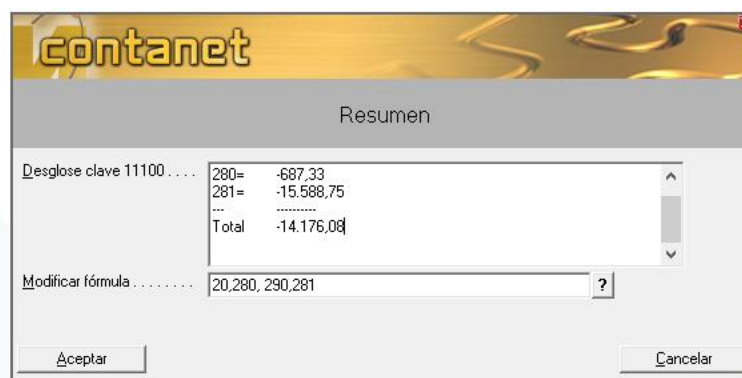 contanet
Resumen
Desglose clave 11100 . . . .
280= -687,33
281= -15.588,75
--- ----------
Total -14.176,08
Modificar fórmula . . . . . . . .
20,280, 290,281
?
Aceptar
Cancelar